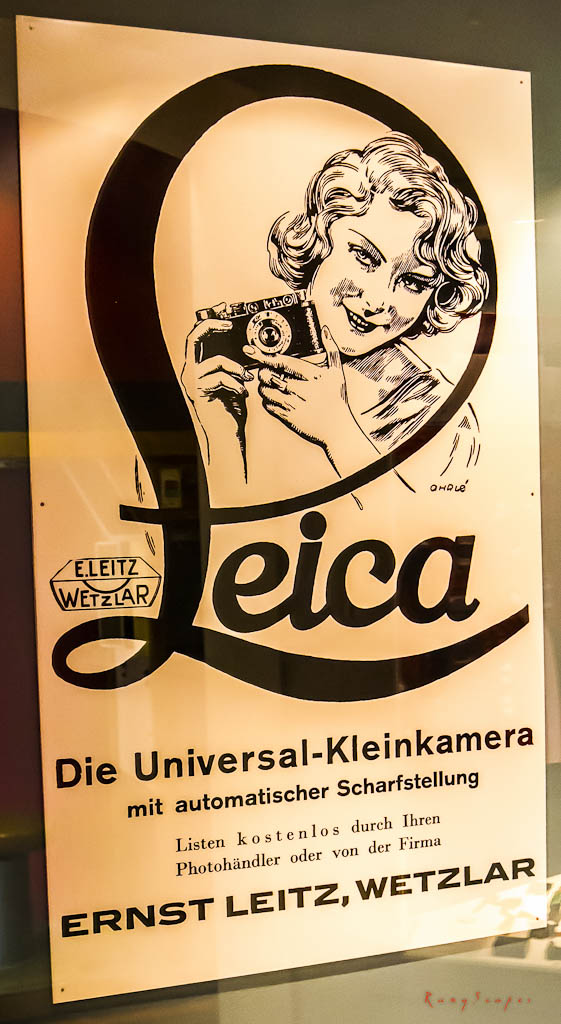 OHRLÉ
Leica
E.LEITZ
WETZLAR
Die Universal-Kleinkamera
mit automatischer Scharfstellung
Listen kostenlos durch Ihren
Photohändler oder von der Firma
ERNST LEITZ, WETZLAR